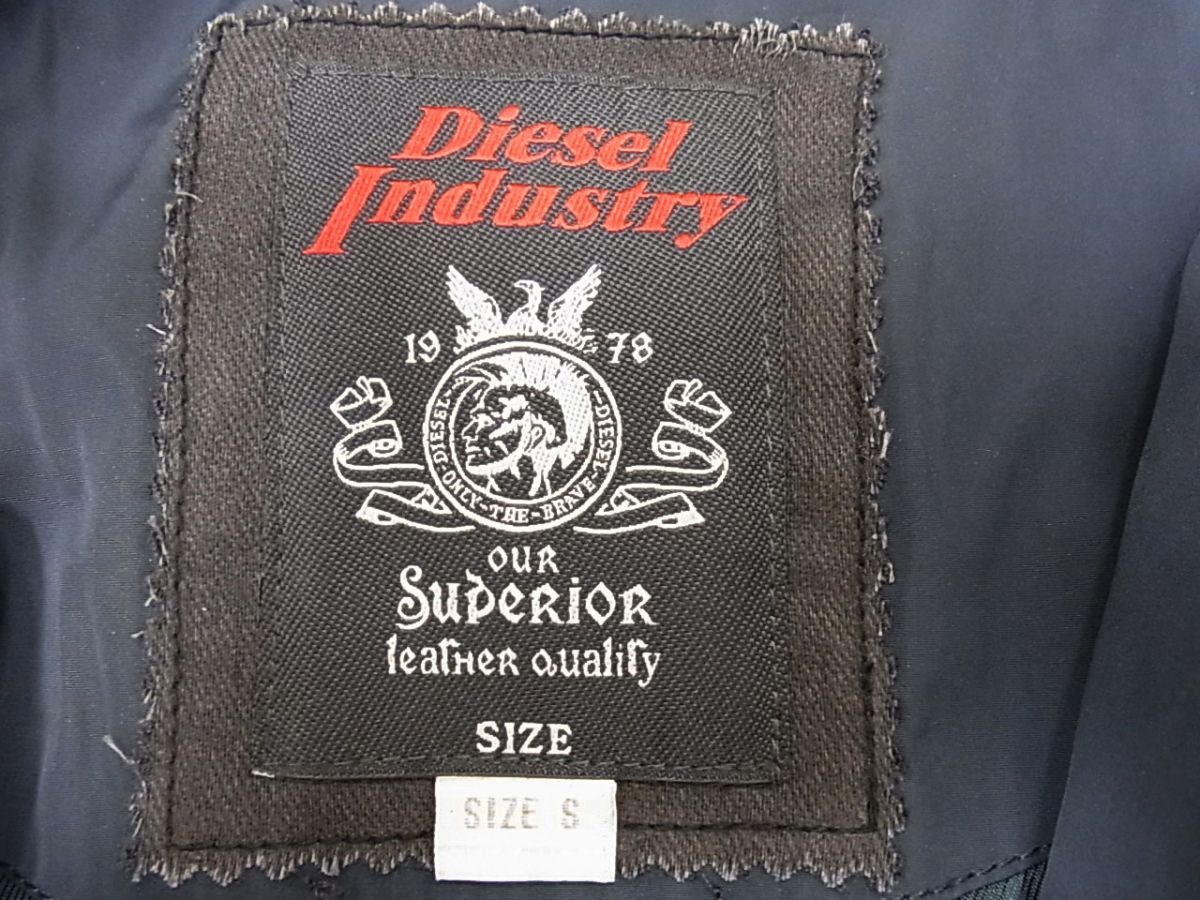 Diesel
Industry
19 78
DIESEL-ONLY-THE-BRAVE-DIESEL
OUR
SUPERIOR
leather quality
SIZE
SIZE S